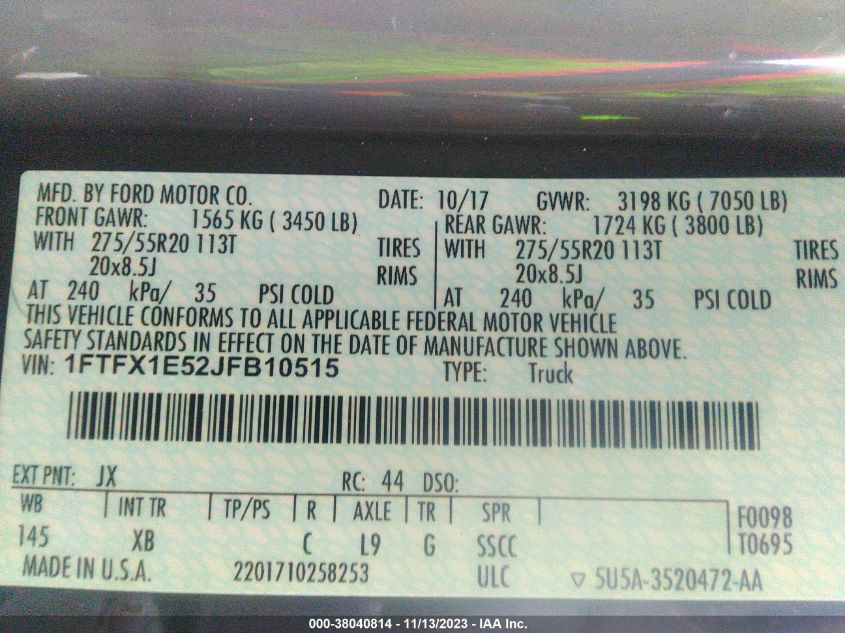 MFD. BY FORD MOTOR CO. DATE: 10/17 GVWR: 3198 KG ( 7050 LB)
FRONT GAWR: 1565 KG ( 3450 LB) REAR GAWR: 1724 KG ( 3800 LB)
WITH 275/55R20 113T TIRES WITH 275/55R20 113T TIRES
20x8.5J RIMS 20x8.5J RIMS
AT 240 kPa/ 35 PSI COLD AT 240 kPa/ 35 PSI COLD
THIS VEHICLE CONFORMS TO ALL APPLICABLE FEDERAL MOTOR VEHICLE
SAFETY STANDARDS IN EFFECT ON THE DATE OF MANUFACTURE SHOWN ABOVE.
VIN: 1FTFX1E52JFB10515 TYPE: Truck
EXT PNT: JX RC: 44 DSO:
WB INT TR TP/PS R AXLE TR SPR F0098
145 XB C L9 G SSCC T0695
MADE IN U.S.A. 2201710258253 ULC ▽ 5U5A-3520472-AA
000-38040814 - 11/13/2023 - IAA Inc.